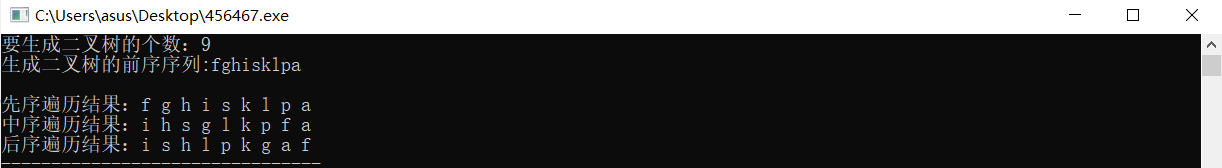 C:\Users\asus\Desktop\456467.exe
要生成二叉树的个数：9
生成二叉树的前序序列:fghisklpa
先序遍历结果：f g h i s k l p a
中序遍历结果：i h s g l k p f a
后序遍历结果：i s h l p k g a f
--------------------------------